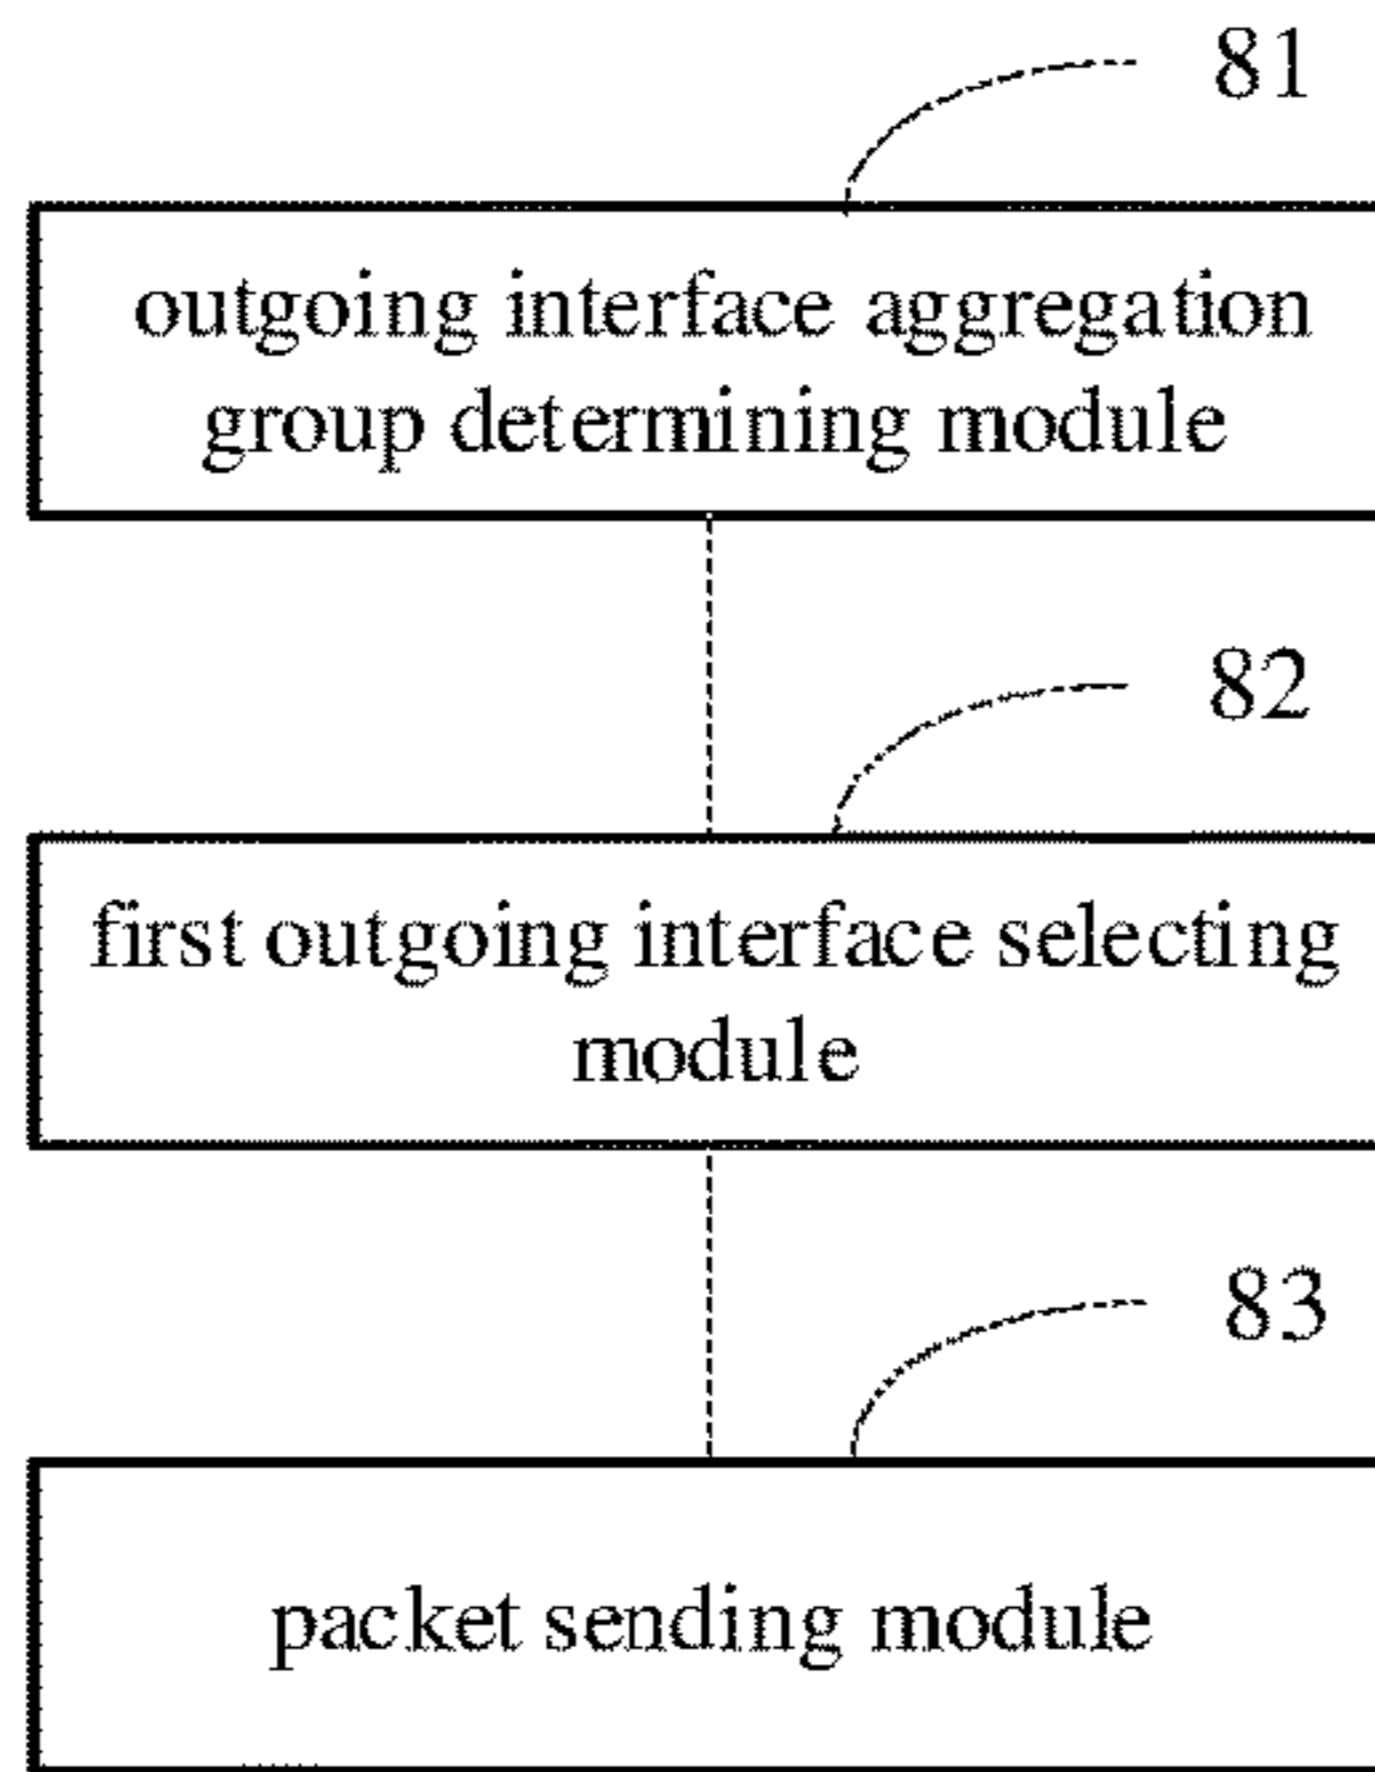 81
outgoing interface aggregation
group determining module
82
first outgoing interface selecting
module
83
packet sending module